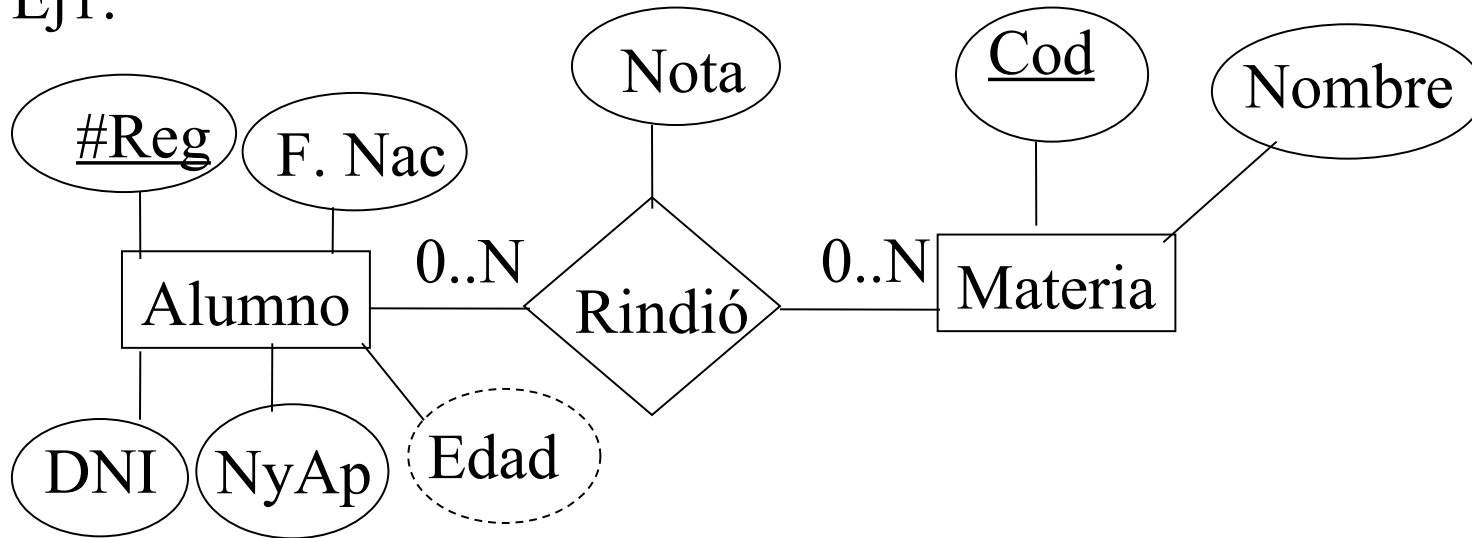 Ej1:
Nota
Cod
Nombre
#Reg
F. Nac
0..N
0..N
Alumno
Rindió
Materia
DNI
NyAp
Edad